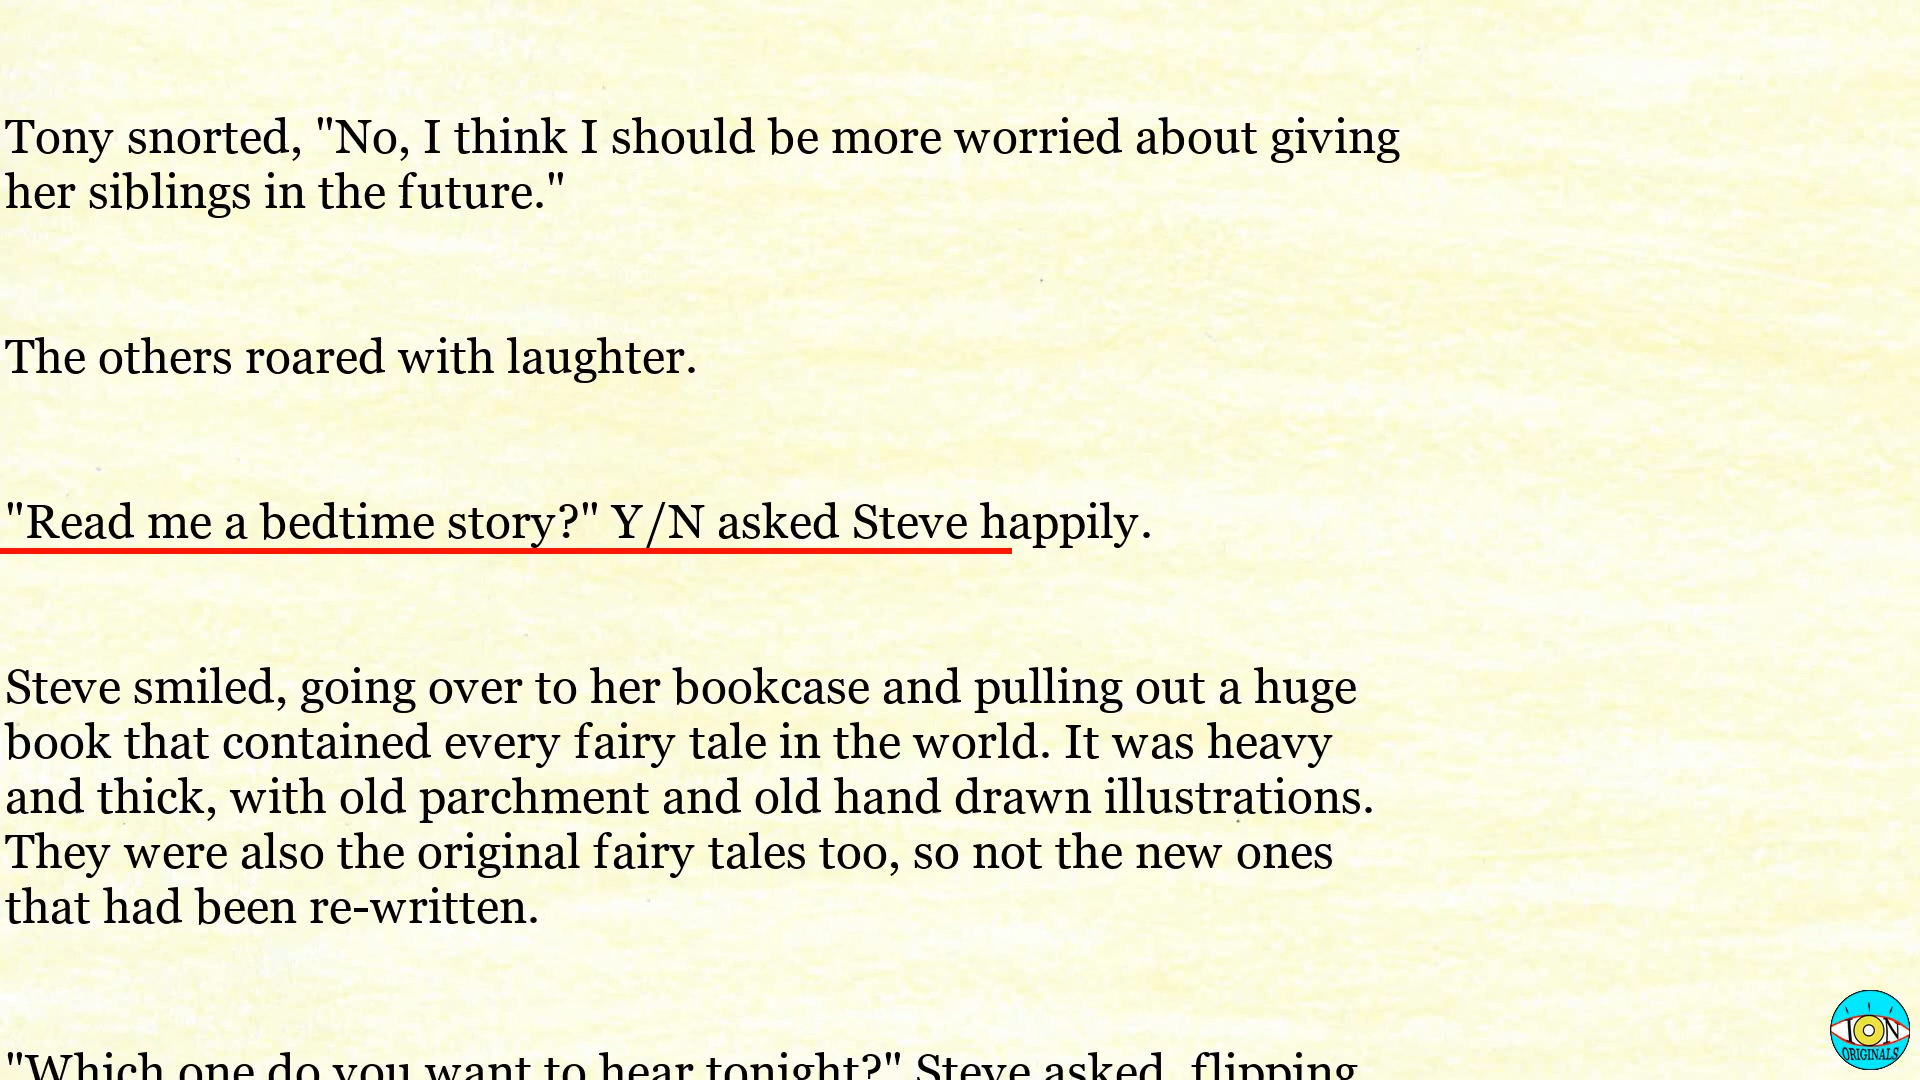 Tony snorted, "No, I think I should be more worried about giving
her siblings in the future."
The others roared with laughter.
"Read me a bedtime story?" Y/N asked Steve happily.
Steve smiled, going over to her bookcase and pulling out a huge
book that contained every fairy tale in the world. It was heavy
and thick, with old parchment and old hand drawn illustrations.
They were also the original fairy tales too, so not the new ones
that had been re-written.
"Which one do you want to hear tonight?" Steve asked, flipping
ION
ORIGINALS